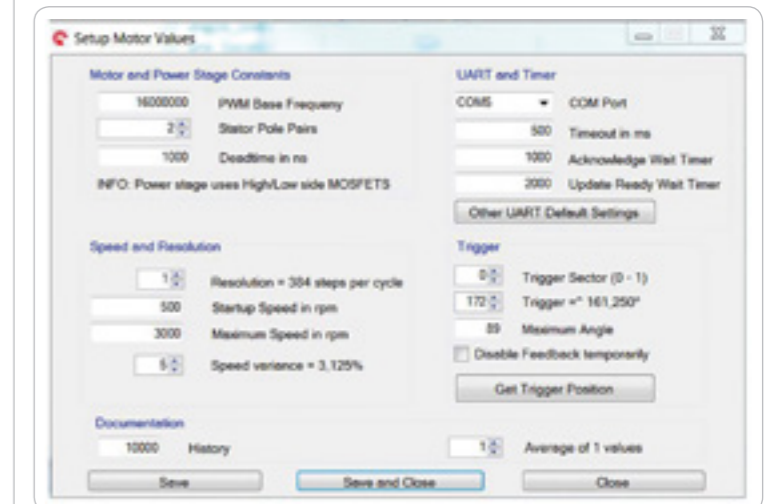 Setup Motor Values
Motor and Power Stage Constants
16000000 PWM Base Frequeny
2 Stator Pole Pairs
1000 Deadtime in ns
INFO: Power stage uses High/Low side MOSFETS
UART and Timer
COM5 COM Port
500 Timeout in ms
1000 Acknowledge Wait Timer
2000 Update Ready Wait Timer
Other UART Default Settings
Speed and Resolution
1 Resolution = 384 steps per cycle
500 Startup Speed in rpm
3000 Maximum Speed in rpm
5 Speed variance = 3,125%
Trigger
0 Trigger Sector (0 - 1)
172 Trigger =° 161,250°
89 Maximum Angle
Disable Feedback temporarily
Get Trigger Position
Documentation
10000 History
1 Average of 1 values
Save
Save and Close
Close